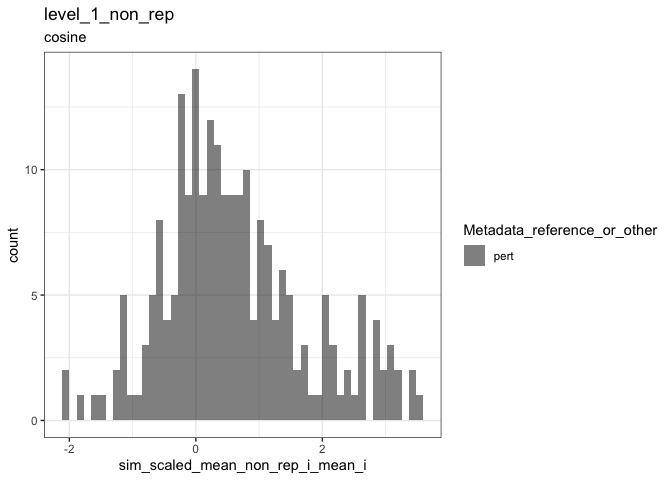 level_1_non_rep
cosine
10
5
0
count
-2
0
2
sim_scaled_mean_non_rep_i_mean_i
Metadata_reference_or_other
pert